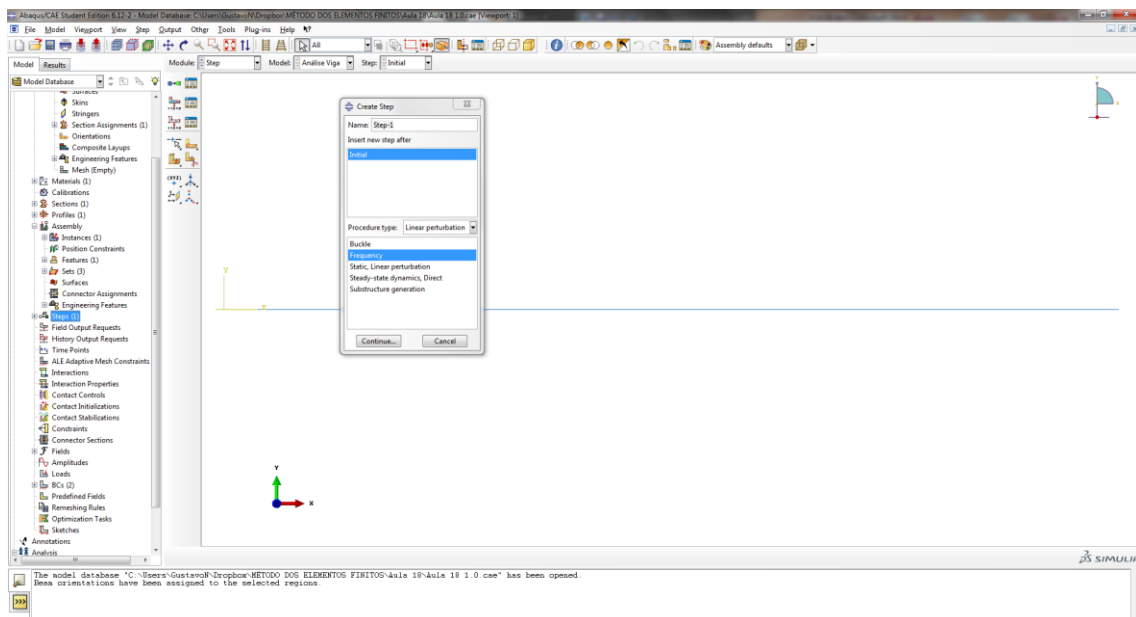 Abaqus/CAE Student Edition 6.12-2 - Model Database: C:\Users\GustavoN\Dropbox\MÉTODO DOS ELEMENTOS FINITOS\Aula 18\Aula 18 1.0.cae [Viewport: 1]
File Model Viewport View Step Output Other Tools Plug-ins Help
All
Assembly defaults
Model Results
Module: Step Model: Análise Viga Step: Initial
Model Database
Surfaces
Skins
Stringers
Section Assignments (1)
Orientations
Composite Layups
Engineering Features
Mesh (Empty)
Materials (1)
Calibrations
Sections (1)
Profiles (1)
Assembly
Instances (1)
Position Constraints
Features (1)
Sets (3)
Surfaces
Connector Assignments
Engineering Features
Steps (1)
Field Output Requests
History Output Requests
Time Points
ALE Adaptive Mesh Constraints
Interactions
Interaction Properties
Contact Controls
Contact Initializations
Contact Stabilizations
Constraints
Connector Sections
Fields
Amplitudes
Loads
BCs (2)
Predefined Fields
Remeshing Rules
Optimization Tasks
Sketches
Annotations
Analysis
(XYZ)
Create Step
Name: Step-1
Insert new step after
Initial
Procedure type: Linear perturbation
Buckle
Frequency
Static, Linear perturbation
Steady-state dynamics, Direct
Substructure generation
Continue... Cancel
Y
Y
X
SIMULIA
The model database "C:\Users\GustavoN\Dropbox\MÉTODO DOS ELEMENTOS FINITOS\Aula 18\Aula 18 1.0.cae" has been opened.
Beam orientations have been assigned to the selected regions.
>>>